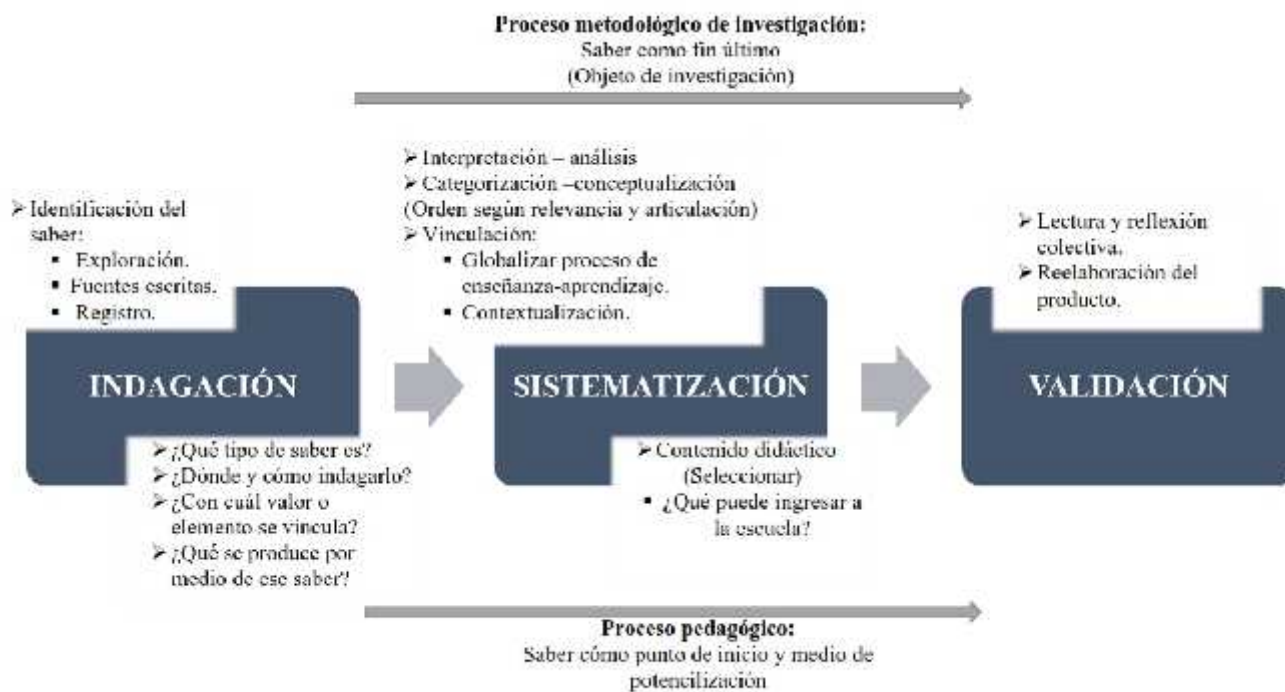 Proceso metodológico de investigación:
Saber como fin último
(Objeto de investigación)
➢ Identificación del
saber:
▪ Exploración.
▪ Fuentes escritas.
▪ Registro.
INDAGACIÓN
➢ ¿Qué tipo de saber es?
➢ ¿Dónde y cómo indagarlo?
➢ ¿Con cuál valor o
elemento se vincula?
➢ ¿Qué se produce por
medio de ese saber?
➢ Interpretación – análisis
➢ Categorización –conceptualización
(Orden según relevancia y articulación)
➢ Vinculación:
▪ Globalizar proceso de
enseñanza-aprendizaje.
▪ Contextualización.
SISTEMATIZACIÓN
➢ Contenido didáctico
(Seleccionar)
▪ ¿Qué puede ingresar a
la escuela?
➢ Lectura y reflexión
colectiva.
➢ Reelaboración del
producto.
VALIDACIÓN
Proceso pedagógico:
Saber cómo punto de inicio y medio de
potencilización